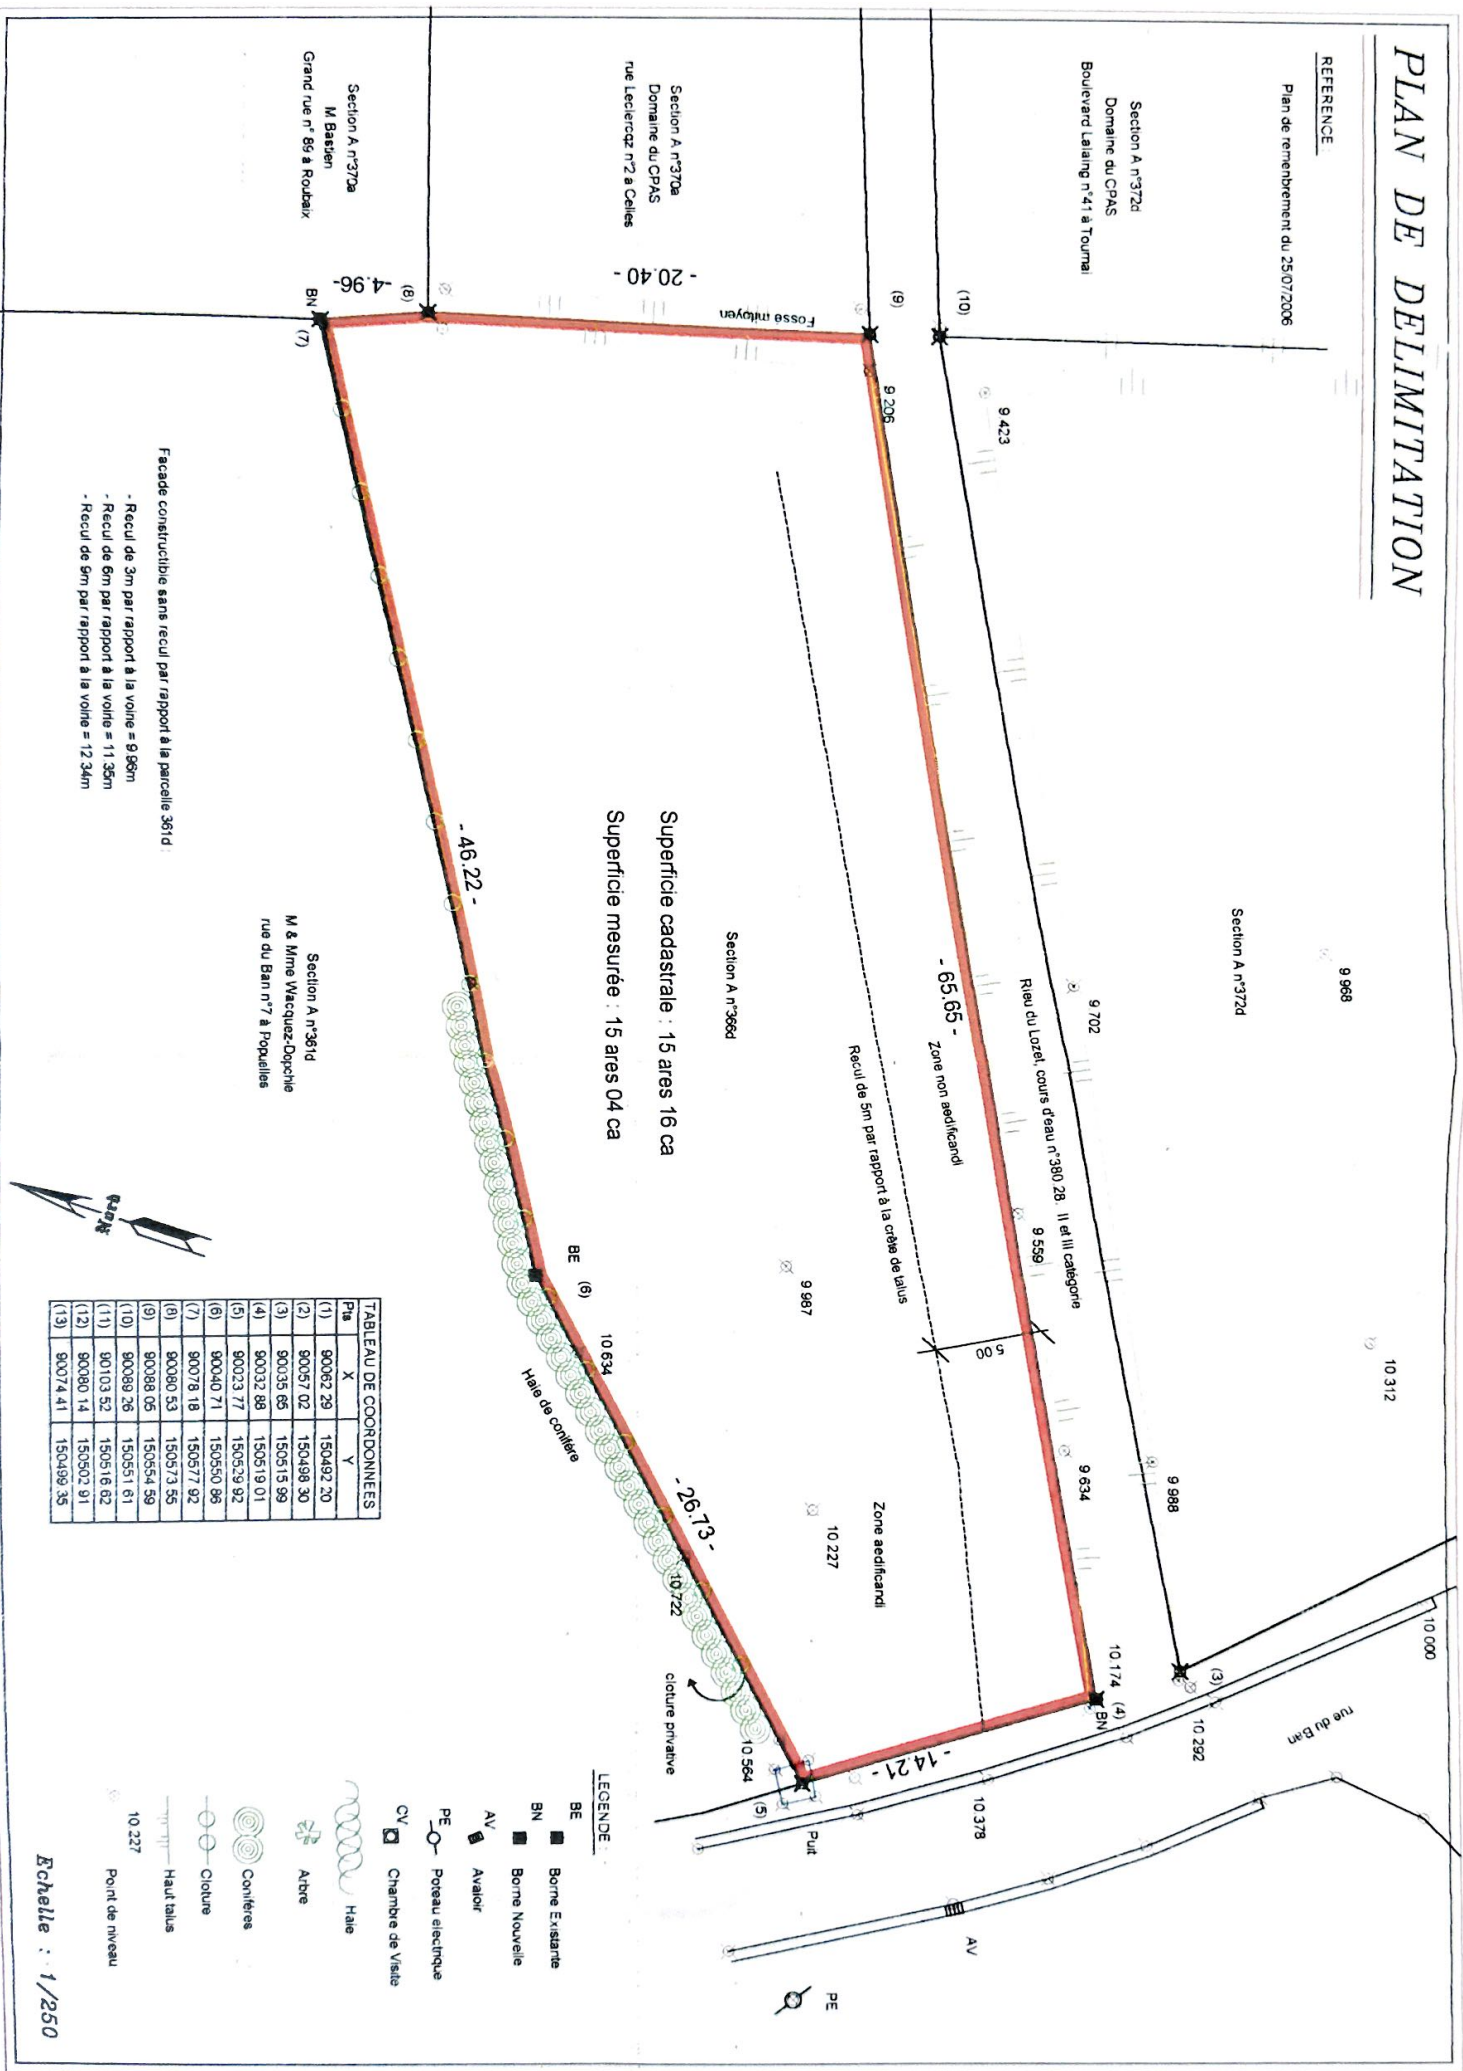 PLAN DE DELIMITATION
REFERENCE :
Plan de remenbrement du 25/07/2006
Section A n°372d
Domaine du CPAS
Boulevard Lalaing n°41 à Tournai
Section A n°370a
Domaine du CPAS
rue Leclercqz n°2 a Celles
Section A n°370a
M Bastien
Grand rue n° 89 à Roubaix
(10)
(9)
(8)
BN
(7)
- 20.40 -
-4.96-
Fossé mitoyen
9 423
9 206
9 968
10.312
Section A n°372d
9 702
9 988
Rieu du Lozet, cours d'eau n°380.28. II et III catégorie
- 65.65 -
Zone non aedificandi
Recul de 5m par rapport à la crête de talus
9 559
5.00
9 634
10.174
(4)
BN
(3)
10 292
10 000
rue du Ban
Section A n°366d
Superficie cadastrale : 15 ares 16 ca
Superficie mesurée : 15 ares 04 ca
9 987
Zone aedificandi
10 227
- 14.21 -
10.378
- 46.22 -
BE
(6)
10 634
Haie de conifère
- 26.73 -
10.722
cloture privative
10 564
(5)
Puit
AV
PE
Section A n°361d
M & Mme Wacquez-Dopchie
rue du Ban n°7 à Popuelles
Facade constructible sans recul par rapport à la parcelle 361d :
- Recul de 3m par rapport à la voirie = 9.96m
- Recul de 6m par rapport à la voirie = 11.35m
- Recul de 9m par rapport à la voirie = 12 34m
TABLEAU DE COORDONNEES
Pts X Y
(1) 90062 29 150492 20
(2) 90057 02 150498 30
(3) 90035 65 150515 99
(4) 90032 88 150519 01
(5) 90023 77 150529 92
(6) 90040 71 150550 86
(7) 90078 18 150577 92
(8) 90080 53 150573 55
(9) 90088 05 150554 59
(10) 90089 26 150551 61
(11) 90103 52 150516 62
(12) 90080 14 150502 91
(13) 90074 41 150499 35
LEGENDE :
BE Borne Existante
BN Borne Nouvelle
AV Avaloir
PE Poteau electrique
CV Chambre de Visite
Haie
Arbre
Conifères
Cloture
Haut talus
10.227 Point de niveau
Echelle : 1/250